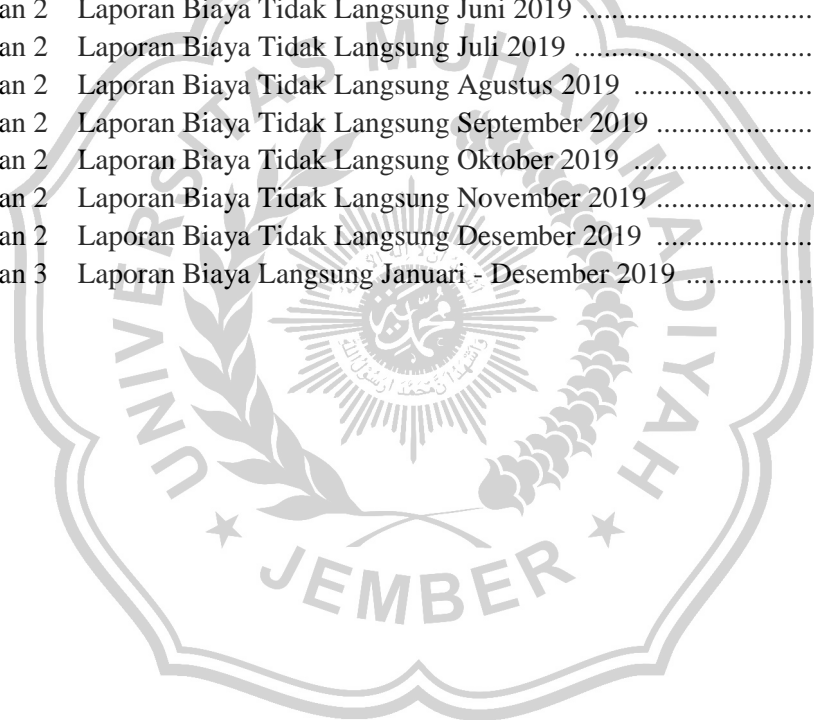 an 2 Laporan Biaya Tidak Langsung Juni 2019 ..............................
an 2 Laporan Biaya Tidak Langsung Juli 2019 ...............................
an 2 Laporan Biaya Tidak Langsung Agustus 2019 .......................
an 2 Laporan Biaya Tidak Langsung September 2019 ....................
an 2 Laporan Biaya Tidak Langsung Oktober 2019 .......................
an 2 Laporan Biaya Tidak Langsung November 2019 ....................
an 2 Laporan Biaya Tidak Langsung Desember 2019 ....................
an 3 Laporan Biaya Langsung Januari - Desember 2019 ................
UNIVERSITAS MUHAMMADIYAH
JEMBER